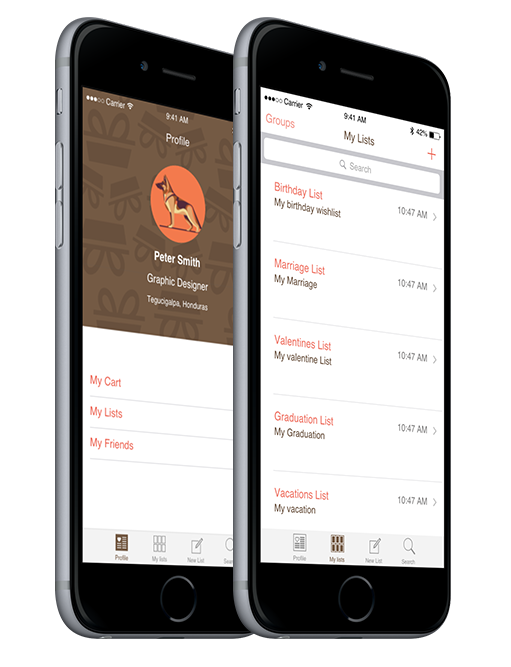 Carrier
9:41 AM
Profile
Peter Smith
Graphic Designer
Tegucigalpa, Honduras
My Cart
My Lists
My Friends
Profile
My lists
New List
Carrier
9:41 AM
42%
Groups
My Lists
+
Search
Birthday List
My birthday wishlist
10:47 AM
Marriage List
My Marriage
10:47 AM
Valentines List
My valentine List
10:47 AM
Graduation List
My Graduation
10:47 AM
Vacations List
My vacation
10:47 AM
Profile
My lists
New List
Search